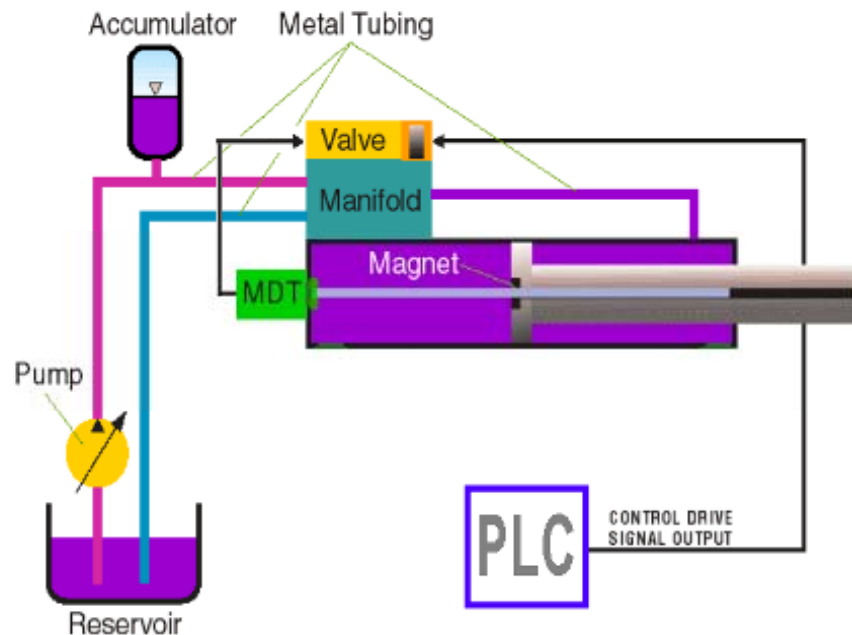 Accumulator
Metal Tubing
Valve
Manifold
Magnet
MDT
Pump
PLC
CONTROL DRIVE
SIGNAL OUTPUT
Reservoir